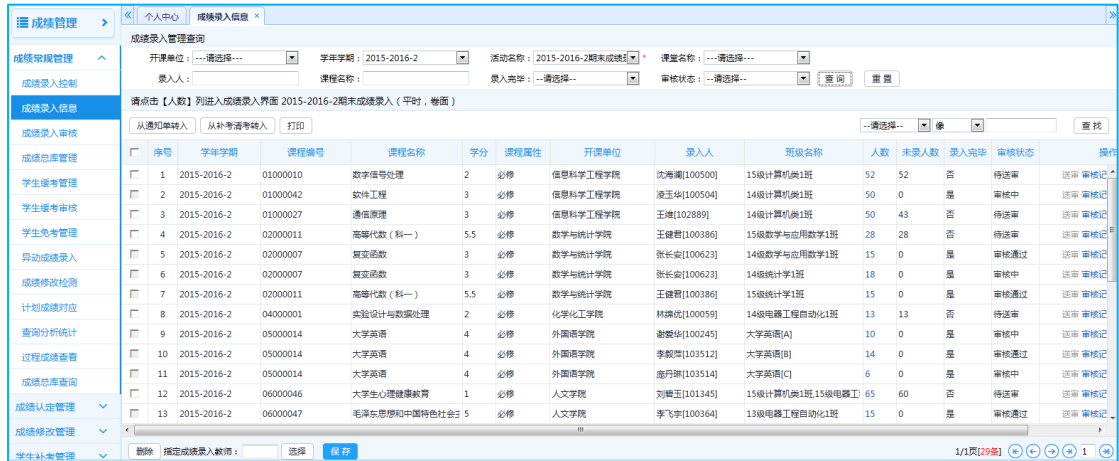 成绩管理
个人中心 成绩录入信息 ×
成绩录入管理查询
成绩常规管理
开课单位：---请选择--- 学年学期：2015-2016-2 活动名称：2015-2016-2期末成绩 * 课堂名称：---请选择---
成绩录入控制
录入人： 课程名称： 录入完毕：--请选择-- 审核状态：--请选择-- 查询 重置
成绩录入信息
请点击【人数】列进入成绩录入界面 2015-2016-2期末成绩录入（平时，卷面）
成绩录入审核
从通知单转入 从补考清考转入 打印 --请选择-- 像 查找
成绩总库管理
序号 学年学期 课程编号 课程名称 学分 课程属性 开课单位 录入人 班级名称 人数 未录人数 录入完毕 审核状态 操作
学生缓考管理
1 2015-2016-2 01000010 数字信号处理 2 必修 信息科学工程学院 沈海澜[100500] 15级计算机类1班 52 52 否 待送审 送审 审核记
学生缓考审核
2 2015-2016-2 01000042 软件工程 3 必修 信息科学工程学院 凌玉华[100504] 14级计算机类1班 50 0 是 审核中 送审 审核记
3 2015-2016-2 01000027 通信原理 3 必修 信息科学工程学院 王雄[102889] 14级计算机类1班 50 43 否 待送审 送审 审核记
学生免考管理
4 2015-2016-2 02000011 高等代数（科一） 5.5 必修 数学与统计学院 王健君[100386] 15级数学与应用数学1班 28 28 否 待送审 送审 审核记
异动成绩录入
5 2015-2016-2 02000007 复变函数 3 必修 数学与统计学院 张长安[100623] 14级数学与应用数学1班 15 0 是 审核通过 送审 审核记
6 2015-2016-2 02000007 复变函数 3 必修 数学与统计学院 张长安[100623] 14级统计学1班 18 0 是 审核中 送审 审核记
成绩修改检测
7 2015-2016-2 02000011 高等代数（科一） 5.5 必修 数学与统计学院 王健君[100386] 15级统计学1班 15 0 是 审核通过 送审 审核记
计划成绩对应
8 2015-2016-2 04000001 实验设计与数据处理 2 必修 化学化工学院 [100059] 14级电器工程自动化1班 13 13 否 待送审 送审 审核记
查询分析统计
9 2015-2016-2 05000014 大学英语 4 必修 外国语学院 谢爱华[100245] 大学英语[A] 10 0 是 审核中 送审 审核记
过程成绩查看
10 2015-2016-2 05000014 大学英语 4 必修 外国语学院 李毅萍[103512] 大学英语[B] 14 0 是 审核通过 送审 审核记
成绩总库查询
11 2015-2016-2 05000014 大学英语 4 必修 外国语学院 庞丹琳[103514] 大学英语[C] 6 0 是 审核中 送审 审核记
成绩认定管理
12 2015-2016-2 06000046 大学生心理健康教育 1 必修 人文学院 刘碧玉[101345] 15级计算机类1班,15级电器工 65 60 否 待送审 送审 审核记
13 2015-2016-2 06000047 毛泽东思想和中国特色社会主 5 必修 人文学院 李飞宇[100364] 13级电器工程自动化1班 15 0 是 审核通过 送审 审核记
成绩修改管理
学生补考管理
删除 指定成绩录入教师： 选择 保存 1/1页[29条] 1